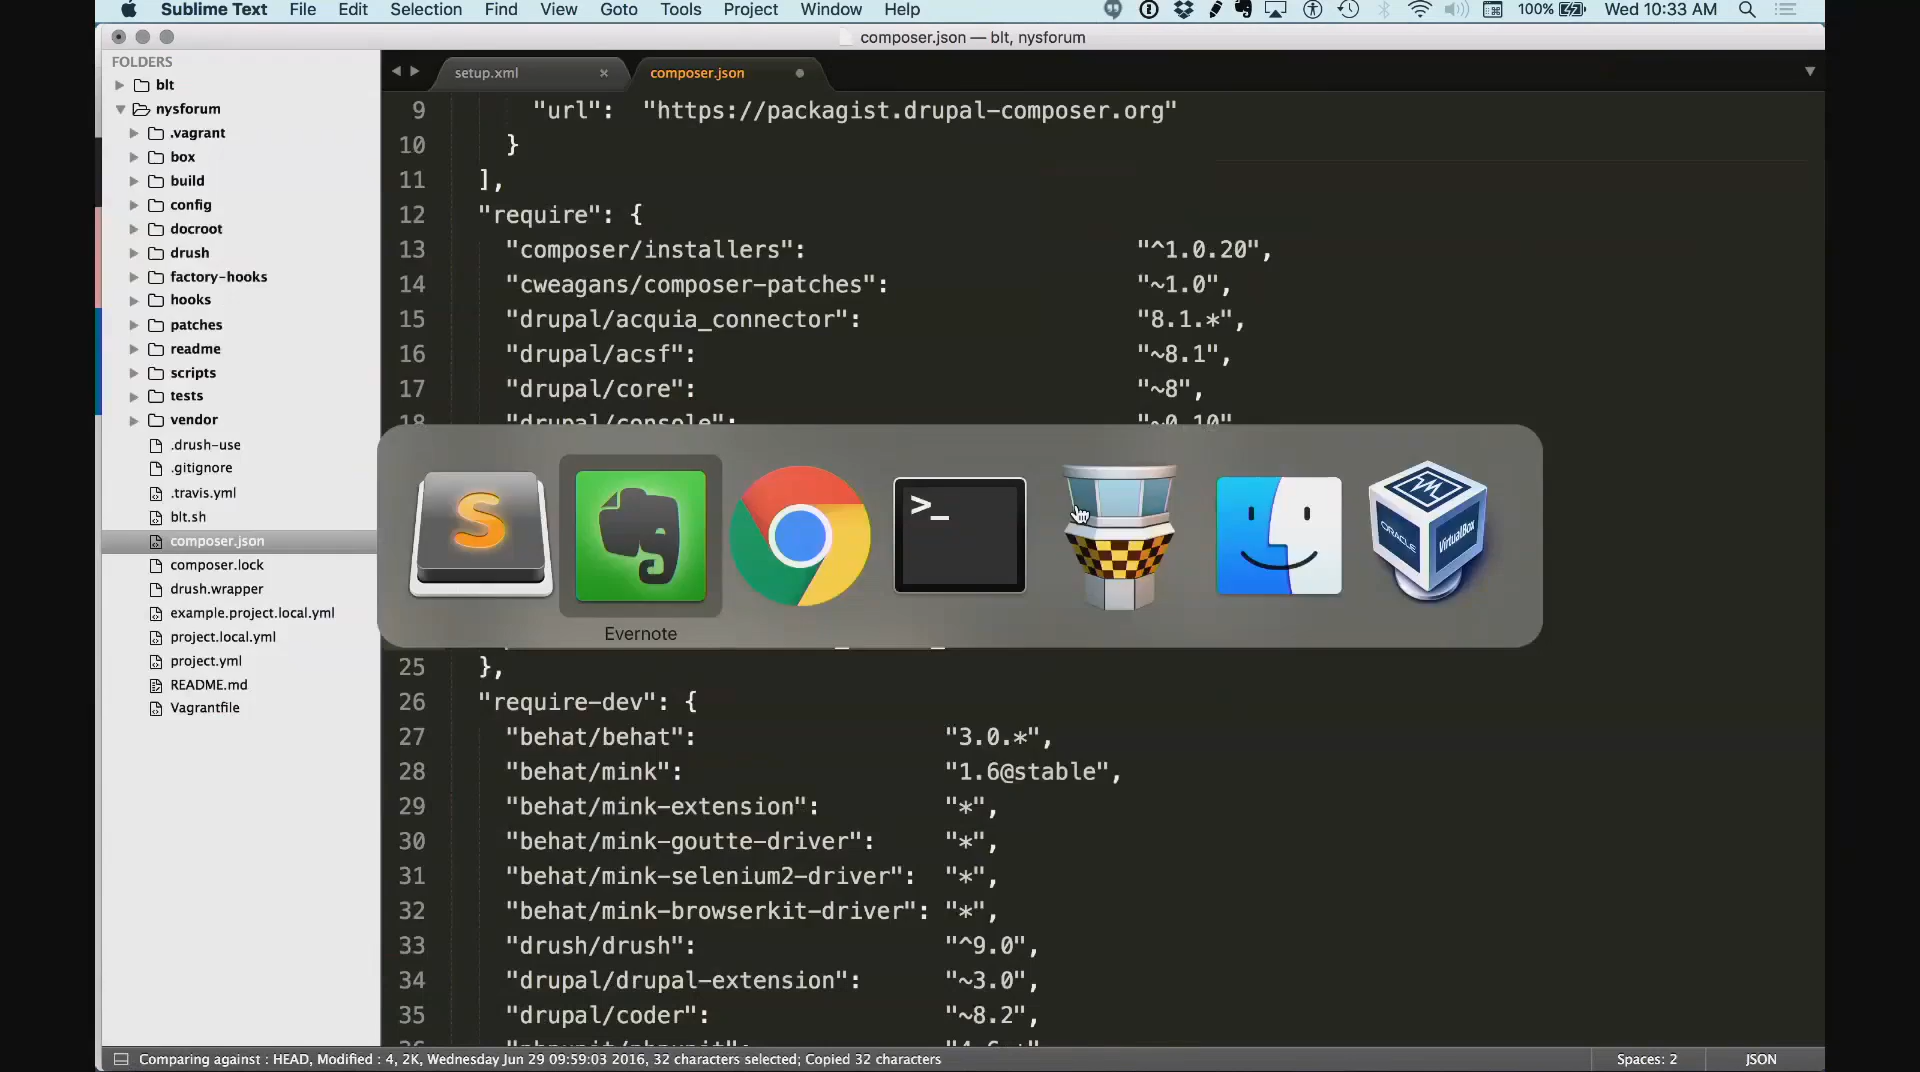 Sublime Text File Edit Selection Find View Goto Tools Project Window Help 100% Wed 10:33 AM
composer.json — blt, nysforum
FOLDERS
blt
nysforum
.vagrant
box
build
config
docroot
drush
factory-hooks
hooks
patches
readme
scripts
tests
vendor
.drush-use
.gitignore
.travis.yml
blt.sh
composer.json
composer.lock
drush.wrapper
example.project.local.yml
project.local.yml
project.yml
README.md
Vagrantfile
setup.xml composer.json
9 "url": "https://packagist.drupal-composer.org"
10 }
11 ],
12 "require": {
13 "composer/installers": "^1.0.20",
14 "cweagans/composer-patches": "~1.0",
15 "drupal/acquia_connector": "8.1.*",
16 "drupal/acsf": "~8.1",
17 "drupal/core": "~8",
18 "drupal/console": "~0.10"
S >_ ORACLE VirtualBox
Evernote
25 },
26 "require-dev": {
27 "behat/behat": "3.0.*",
28 "behat/mink": "1.6@stable",
29 "behat/mink-extension": "*",
30 "behat/mink-goutte-driver": "*",
31 "behat/mink-selenium2-driver": "*",
32 "behat/mink-browserkit-driver": "*",
33 "drush/drush": "^9.0",
34 "drupal/drupal-extension": "~3.0",
35 "drupal/coder": "~8.2",
Comparing against : HEAD, Modified : 4, 2K, Wednesday Jun 29 09:59:03 2016, 32 characters selected; Copied 32 characters Spaces: 2 JSON